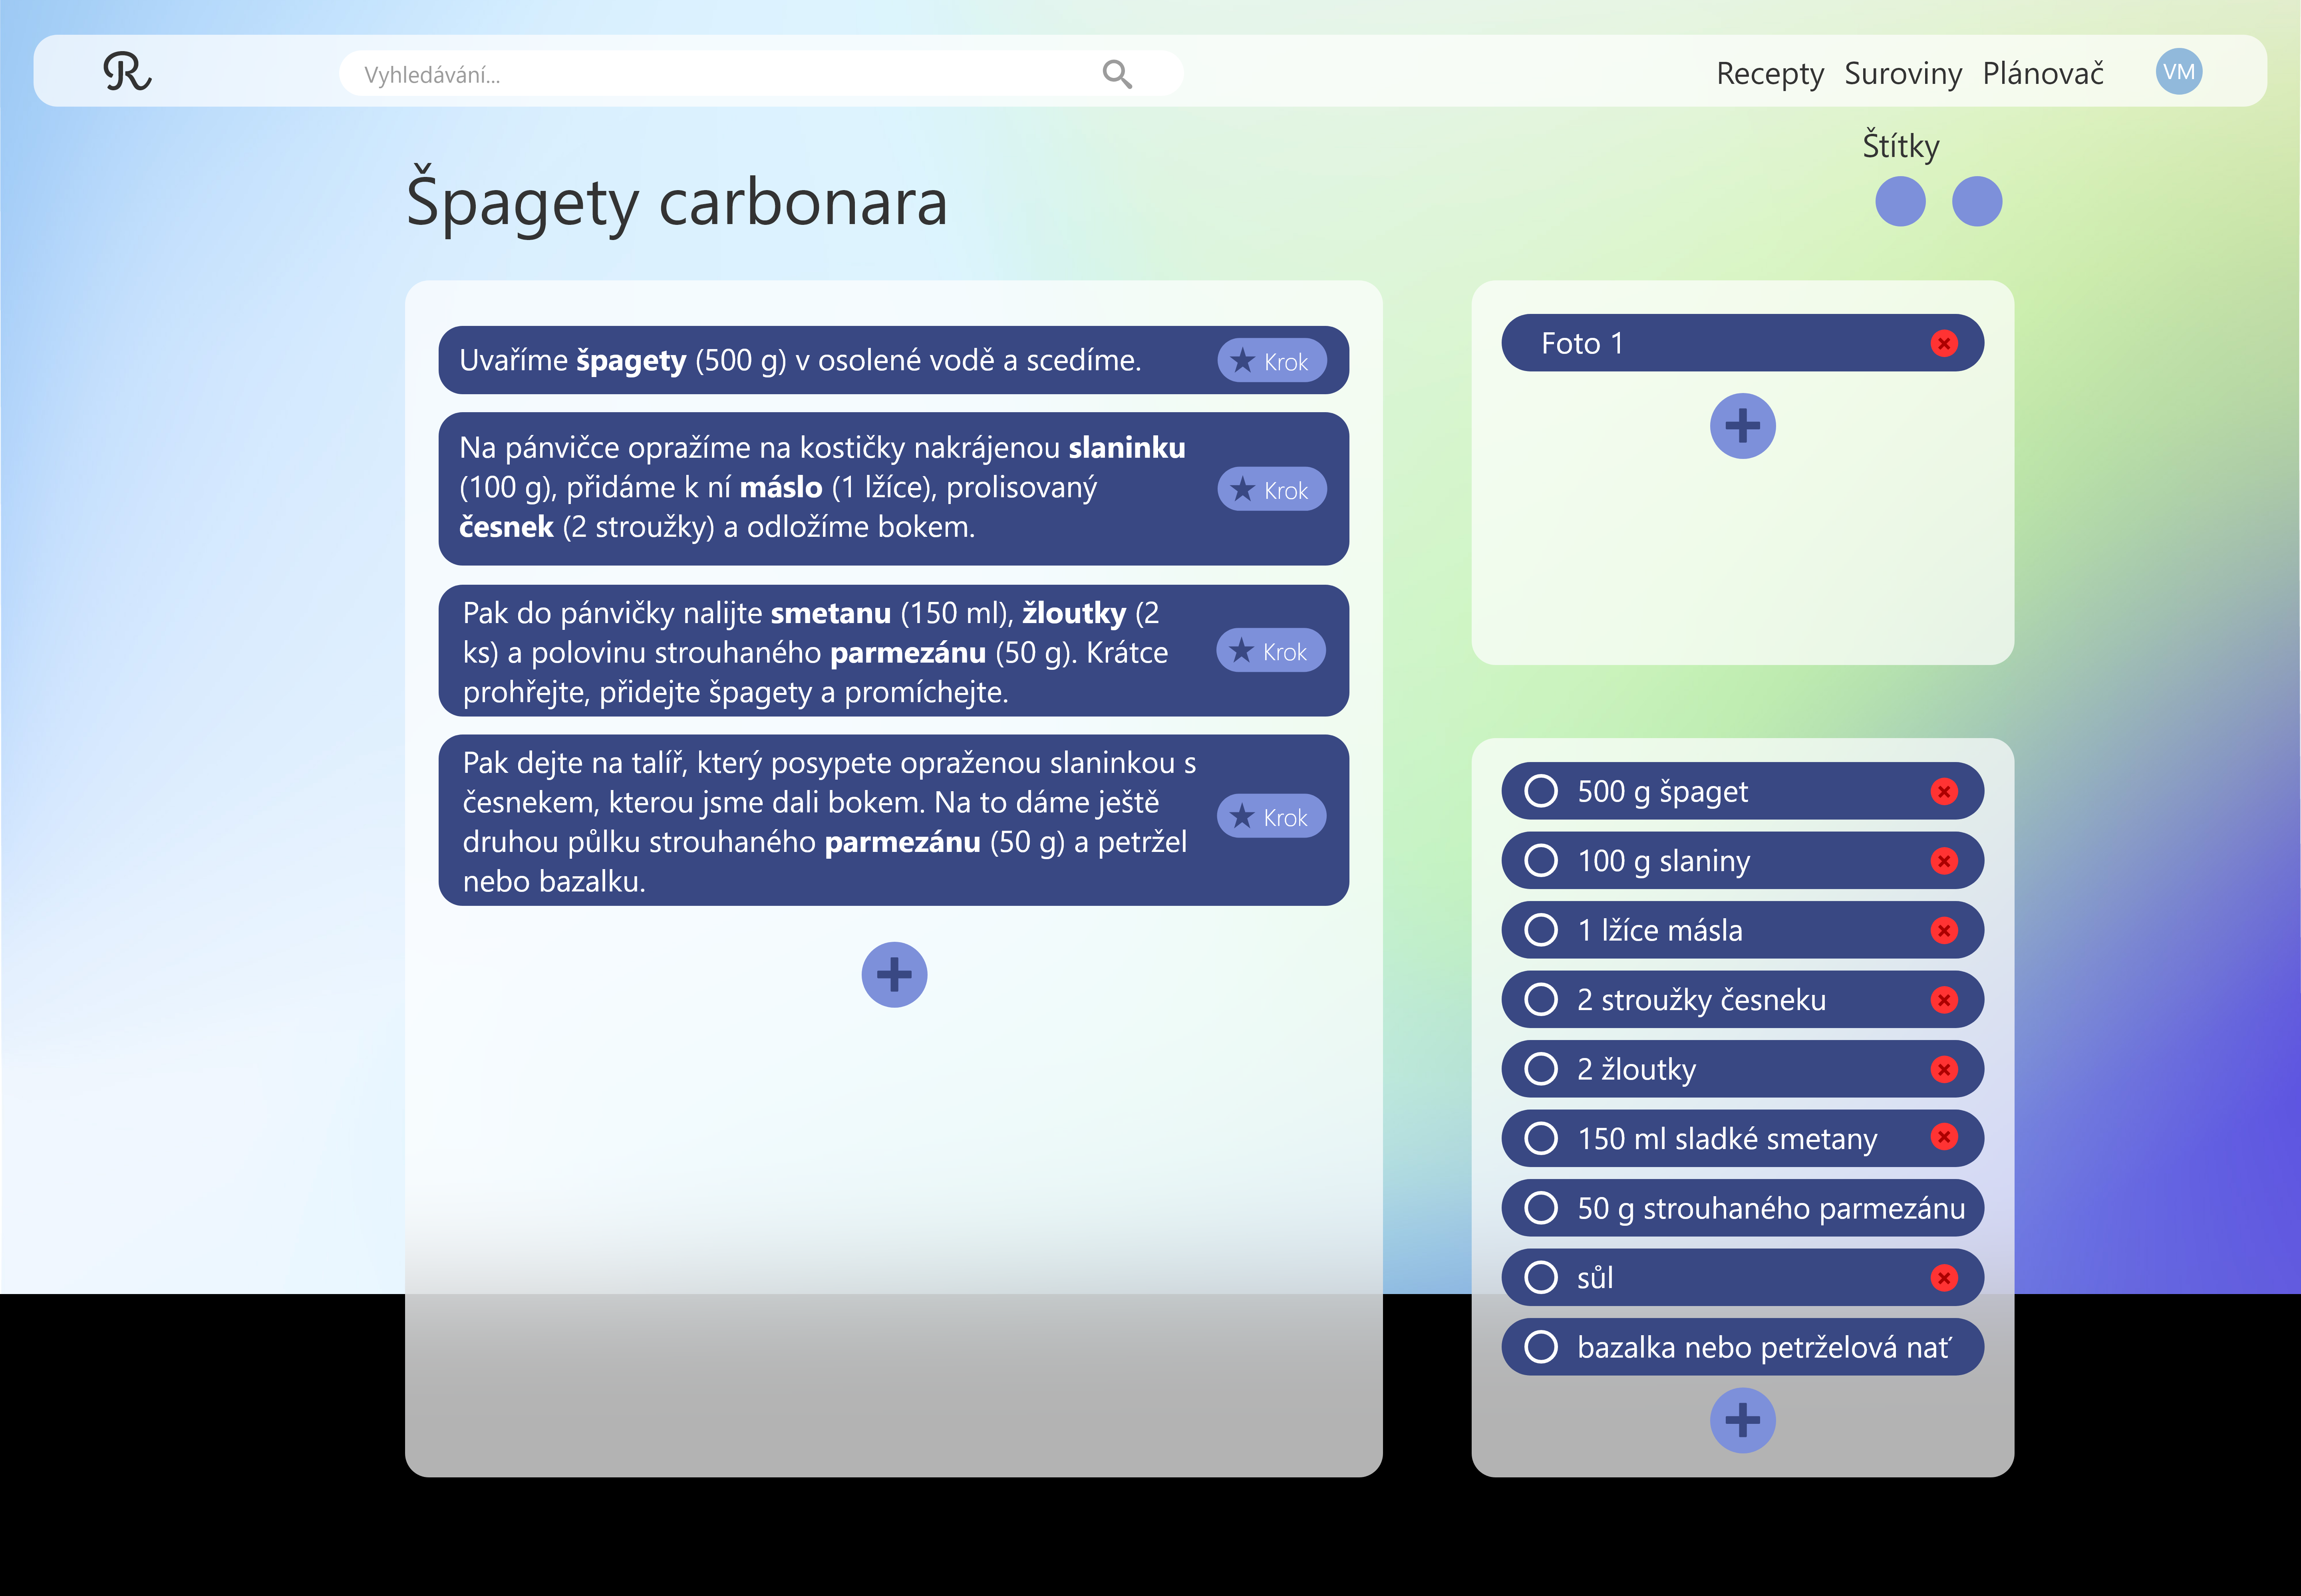 R
Vyhledávání...
Recepty Suroviny Plánovač
VM
Štítky
Špagety carbonara
Uvaříme špagety (500 g) v osolené vodě a scedíme.
Krok
Na pánvičce opražíme na kostičky nakrájenou slaninku
(100 g), přidáme k ní máslo (1 lžíce), prolisovaný
česnek (2 stroužky) a odložíme bokem.
Krok
Pak do pánvičky nalijte smetanu (150 ml), žloutky (2
ks) a polovinu strouhaného parmezánu (50 g). Krátce
prohřejte, přidejte špagety a promíchejte.
Krok
Pak dejte na talíř, který posypete opraženou slaninkou s
česnekem, kterou jsme dali bokem. Na to dáme ještě
druhou půlku strouhaného parmezánu (50 g) a petržel
nebo bazalku.
Krok
Foto 1
500 g špaget
100 g slaniny
1 lžíce másla
2 stroužky česneku
2 žloutky
150 ml sladké smetany
50 g strouhaného parmezánu
sůl
bazalka nebo petrželová nať